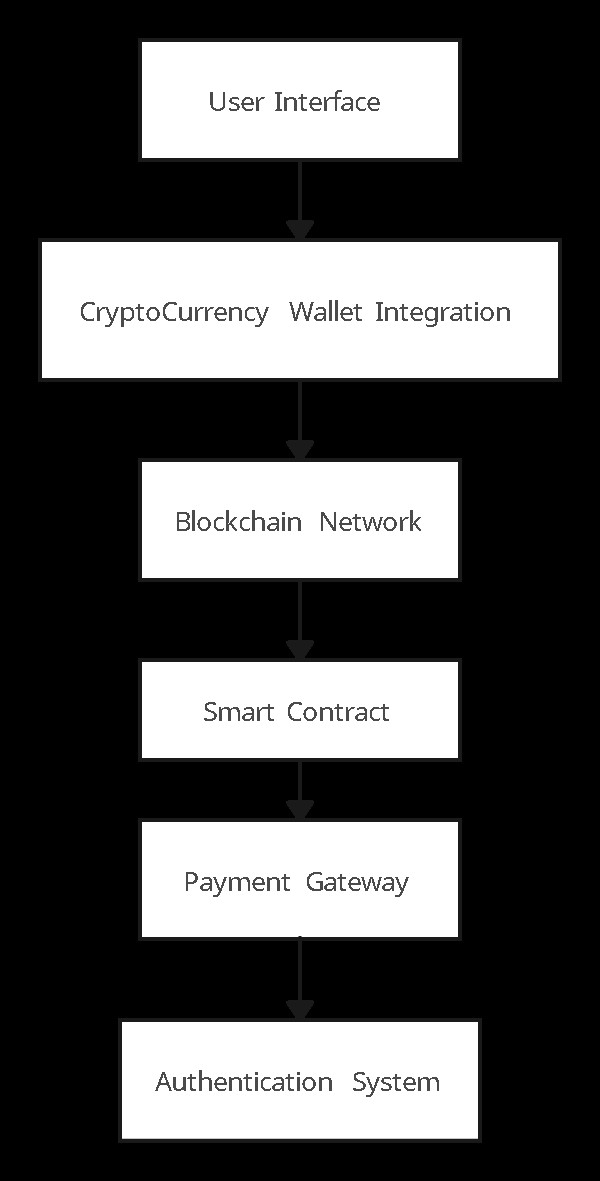 User Interface
CryptoCurrency Wallet Integration
Blockchain Network
Smart Contract
Payment Gateway
Authentication System